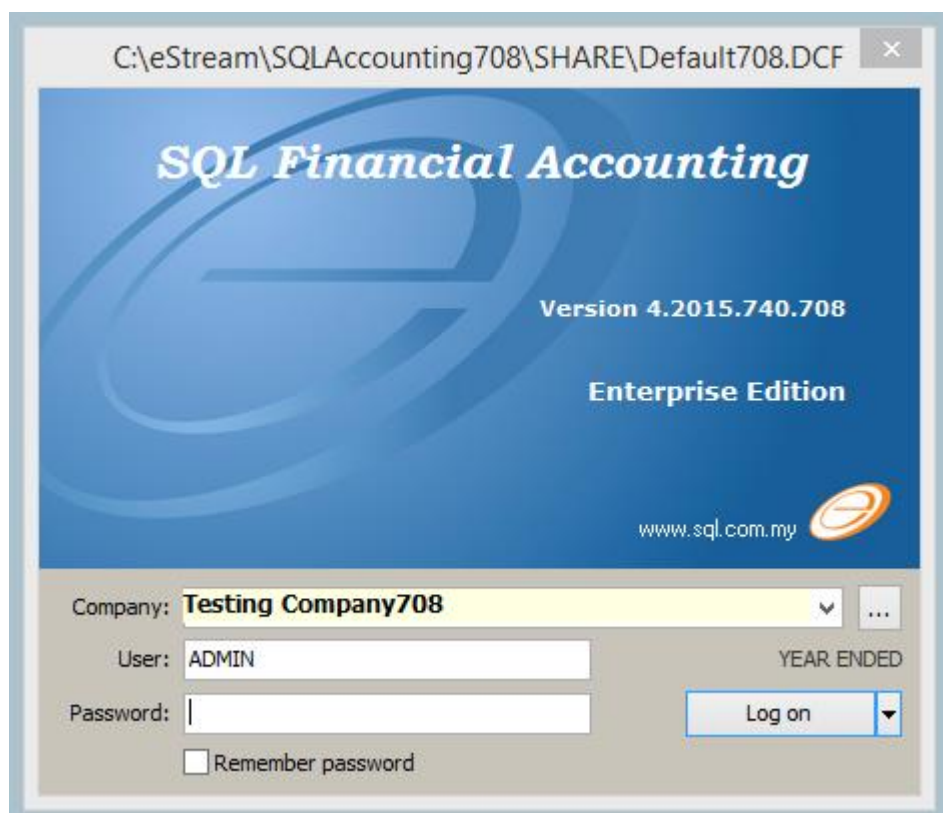 C:\eStream\SQLAccounting708\SHARE\Default708.DCF
SQL Financial Accounting
Version 4.2015.740.708
Enterprise Edition
www.sql.com.my
Company: Testing Company708 ...
User: ADMIN YEAR ENDED
Password: Log on
Remember password